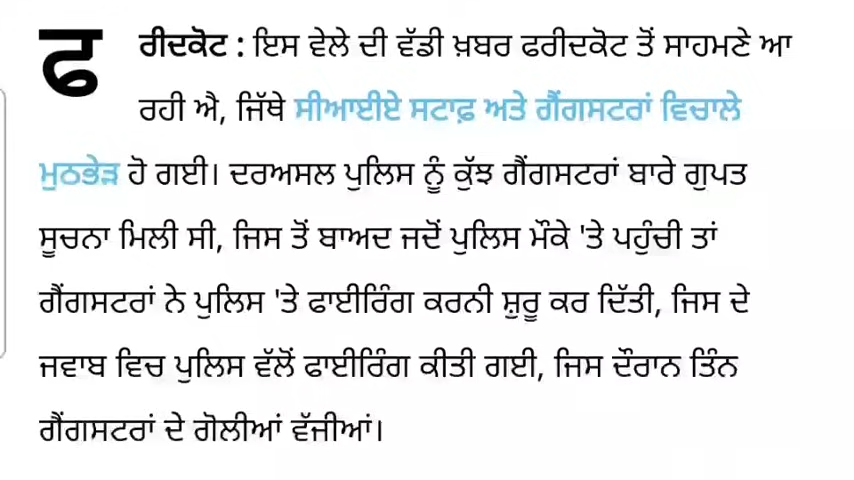 ਫਰੀਦਕੋਟ : ਇਸ ਵੇਲੇ ਦੀ ਵੱਡੀ ਖ਼ਬਰ ਫਰੀਦਕੋਟ ਤੋਂ ਸਾਹਮਣੇ ਆ
ਰਹੀ ਐ, ਜਿੱਥੇ ਸੀਆਈਏ ਸਟਾਫ਼ ਅਤੇ ਗੈਂਗਸਟਰਾਂ ਵਿਚਾਲੇ
ਮੁਠਭੇੜ ਹੋ ਗਈ। ਦਰਅਸਲ ਪੁਲਿਸ ਨੂੰ ਕੁੱਝ ਗੈਂਗਸਟਰਾਂ ਬਾਰੇ ਗੁਪਤ
ਸੂਚਨਾ ਮਿਲੀ ਸੀ, ਜਿਸ ਤੋਂ ਬਾਅਦ ਜਦੋਂ ਪੁਲਿਸ ਮੌਕੇ 'ਤੇ ਪਹੁੰਚੀ ਤਾਂ
ਗੈਂਗਸਟਰਾਂ ਨੇ ਪੁਲਿਸ 'ਤੇ ਫਾਈਰਿੰਗ ਕਰਨੀ ਸ਼ੁਰੂ ਕਰ ਦਿੱਤੀ, ਜਿਸ ਦੇ
ਜਵਾਬ ਵਿਚ ਪੁਲਿਸ ਵੱਲੋਂ ਫਾਈਰਿੰਗ ਕੀਤੀ ਗਈ, ਜਿਸ ਦੌਰਾਨ ਤਿੰਨ
ਗੈਂਗਸਟਰਾਂ ਦੇ ਗੋਲੀਆਂ ਵੱਜੀਆਂ।